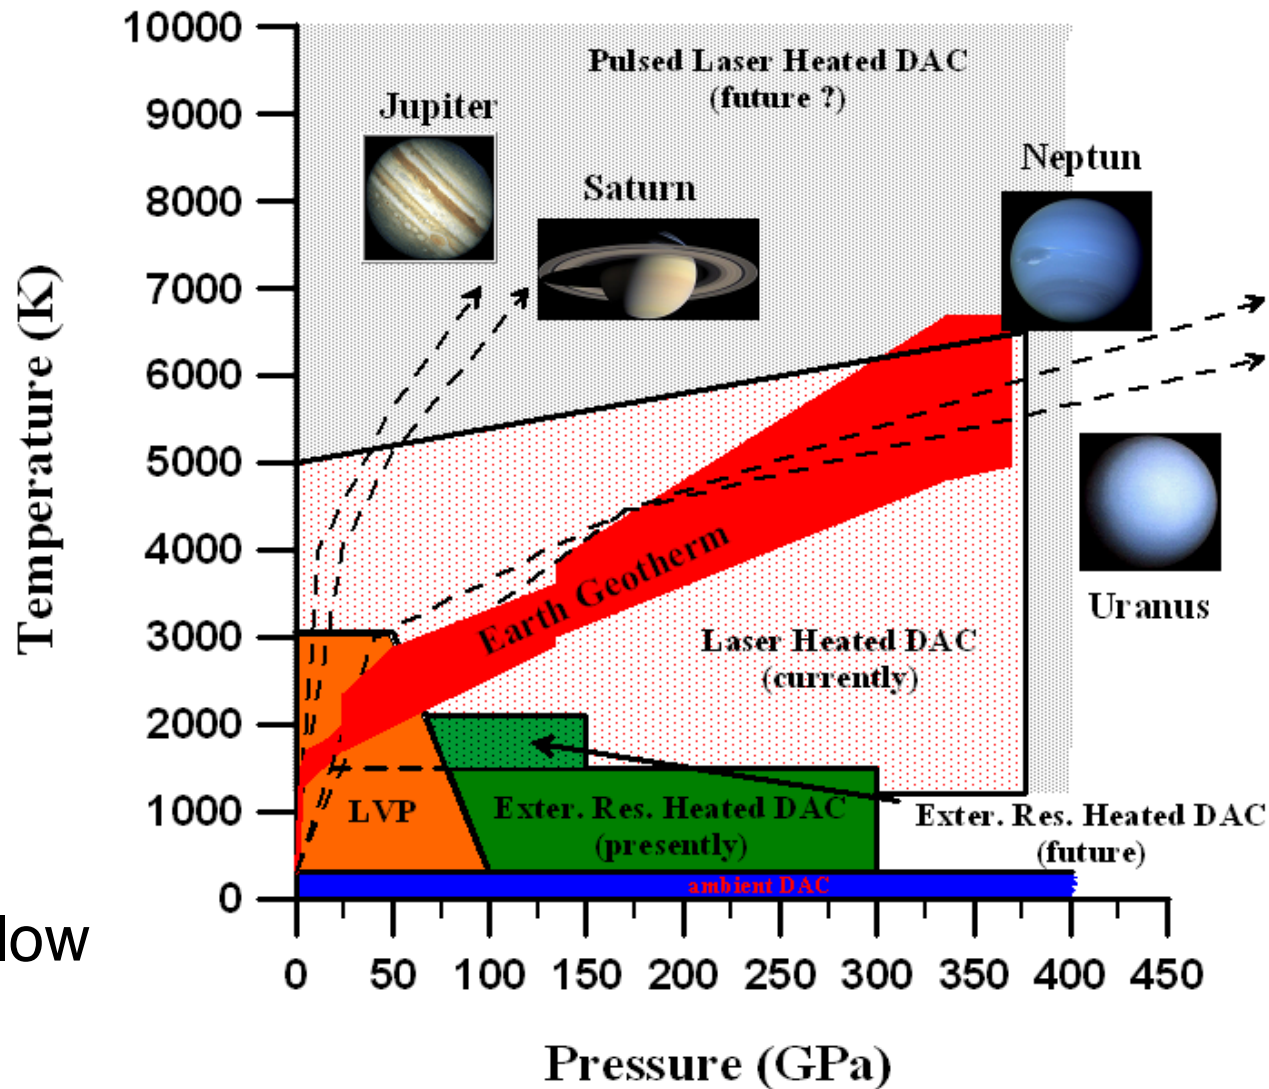 10000
9000
8000
7000
6000
5000
4000
3000
2000
1000
0
Temperature (K)
Pulsed Laser Heated DAC
(future ?)
Jupiter
Saturn
Neptun
Uranus
Earth Geotherm
Laser Heated DAC
(currently)
LVP
Exter. Res. Heated DAC
(presently)
Exter. Res. Heated DAC
(future)
ambient DAC
low
0 50 100 150 200 250 300 350 400 450
Pressure (GPa)